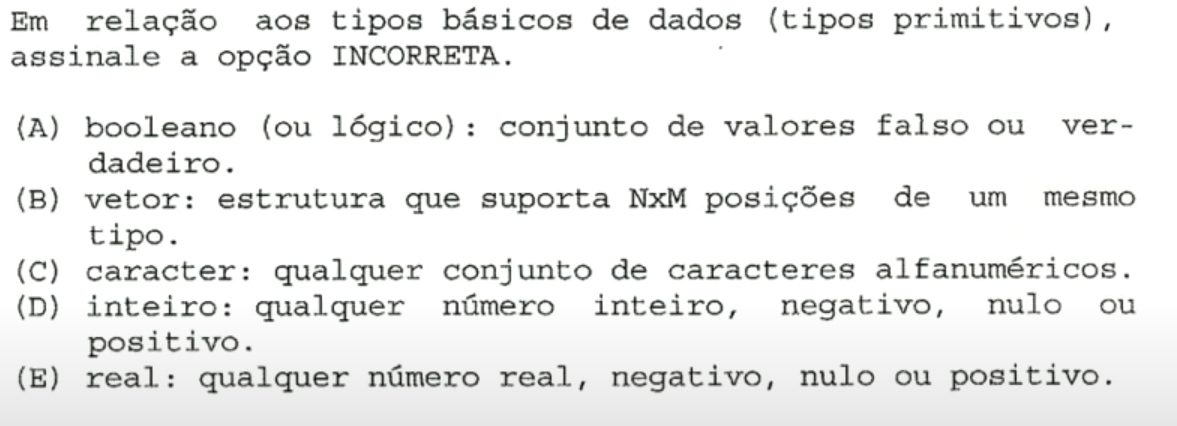 Em relação aos tipos básicos de dados (tipos primitivos),
assinale a opção INCORRETA.
(A) booleano (ou lógico): conjunto de valores falso ou ver-
dadeiro.
(B) vetor: estrutura que suporta NxM posições de um mesmo
tipo.
(C) caracter: qualquer conjunto de caracteres alfanuméricos.
(D) inteiro: qualquer número inteiro, negativo, nulo ou
positivo.
(E) real: qualquer número real, negativo, nulo ou positivo.